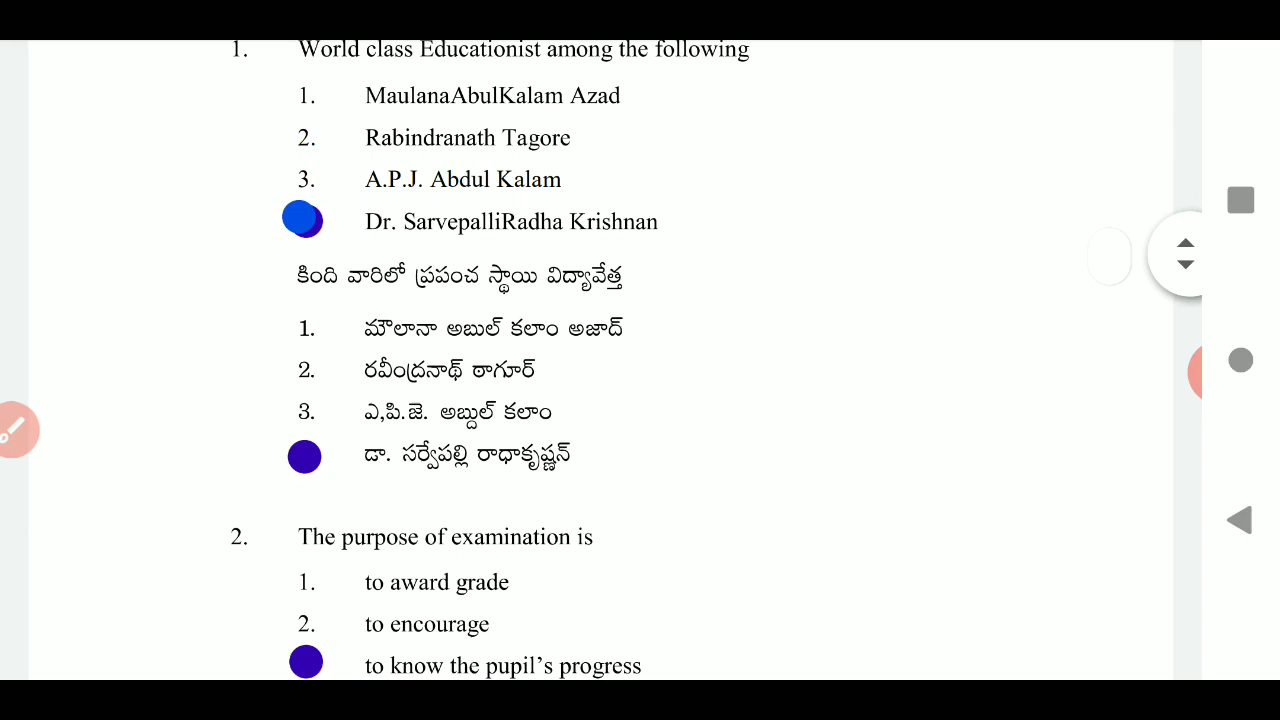 1. World class Educationist among the following
1. MaulanaAbulKalam Azad
2. Rabindranath Tagore
3. A.P.J. Abdul Kalam
Dr. SarvepalliRadha Krishnan
కింది వారిలో ప్రపంచ స్థాయి విద్యావేత్త
1. మౌలానా అబుల్ కలాం అజాద్
2. రవీంద్రనాథ్ ఠాగూర్
3. ఎ,పి.జె. అబ్దుల్ కలాం
డా. సర్వేపల్లి రాధాకృష్ణన్
2. The purpose of examination is
1. to award grade
2. to encourage
to know the pupil’s progress